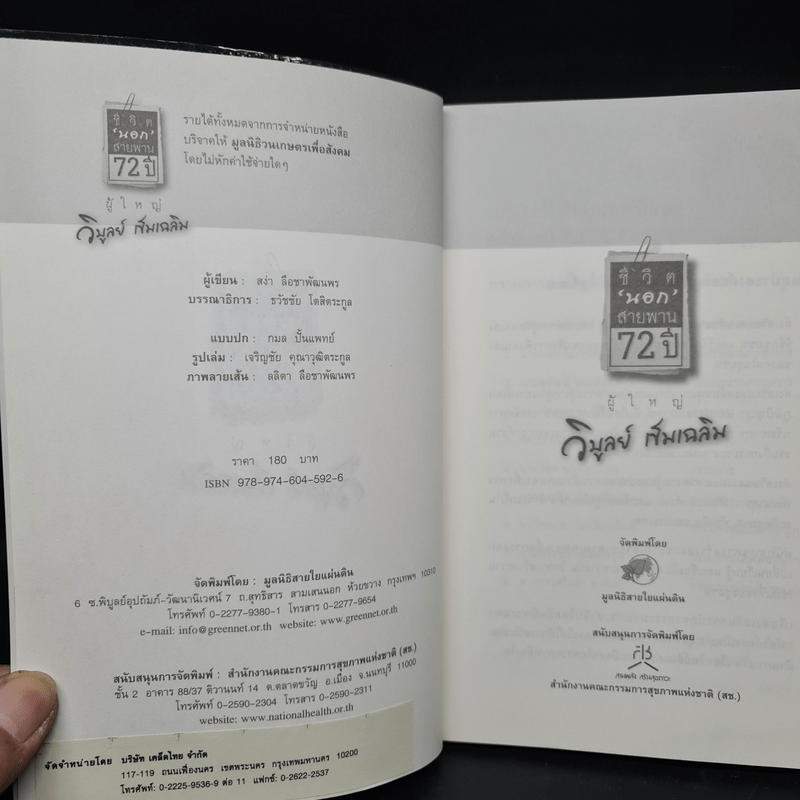 ชีวิต
'นอก'
สายพาน
72 ปี
ผู้ใหญ่
วิบูลย์ เข็มเฉลิม
รายได้ทั้งหมดจากการจำหน่ายหนังสือ
บริจาคให้ มูลนิธิวนเกษตรเพื่อสังคม
โดยไม่หักค่าใช้จ่ายใดๆ
ผู้เขียน : สง่า ลือชาพัฒนพร
บรรณาธิการ : ธวัชชัย โตสิตระกูล
แบบปก : กมล ปั้นแพทย์
รูปเล่ม : เจริญชัย คุณาวุฒิตระกูล
ภาพลายเส้น : ลลิตา ลือชาพัฒนพร
ราคา 180 บาท
ISBN 978-974-604-592-6
จัดพิมพ์โดย : มูลนิธิสายใยแผ่นดิน
6 ซ.พิบูลย์อุปถัมภ์-วัฒนานิเวศน์ 7 ถ.สุทธิสาร สามเสนนอก ห้วยขวาง กรุงเทพฯ 10310
โทรศัพท์ 0-2277-9380-1 โทรสาร 0-2277-9654
e-mail: info@greennet.or.th website: www.greennet.or.th
สนับสนุนการจัดพิมพ์ : สำนักงานคณะกรรมการสุขภาพแห่งชาติ (สช.)
ชั้น 2 อาคาร 88/37 ติวานนท์ 14 ต.ตลาดขวัญ อ.เมือง จ.นนทบุรี 11000
โทรศัพท์ 0-2590-2304 โทรสาร 0-2590-2311
website: www.nationalhealth.or.th
จัดจำหน่ายโดย บริษัท เคล็ดไทย จำกัด
117-119 ถนนเฟื่องนคร เขตพระนคร กรุงเทพมหานคร 10200
โทรศัพท์: 0-2225-9536-9 ต่อ 11 แฟกซ์: 0-2622-2537
ชีวิต
'นอก'
สายพาน
72 ปี
ผู้ใหญ่
วิบูลย์ เข็มเฉลิม
จัดพิมพ์โดย
มูลนิธิสายใยแผ่นดิน
สนับสนุนการจัดพิมพ์โดย
สำนักงานคณะกรรมการสุขภาพแห่งชาติ (สช.)